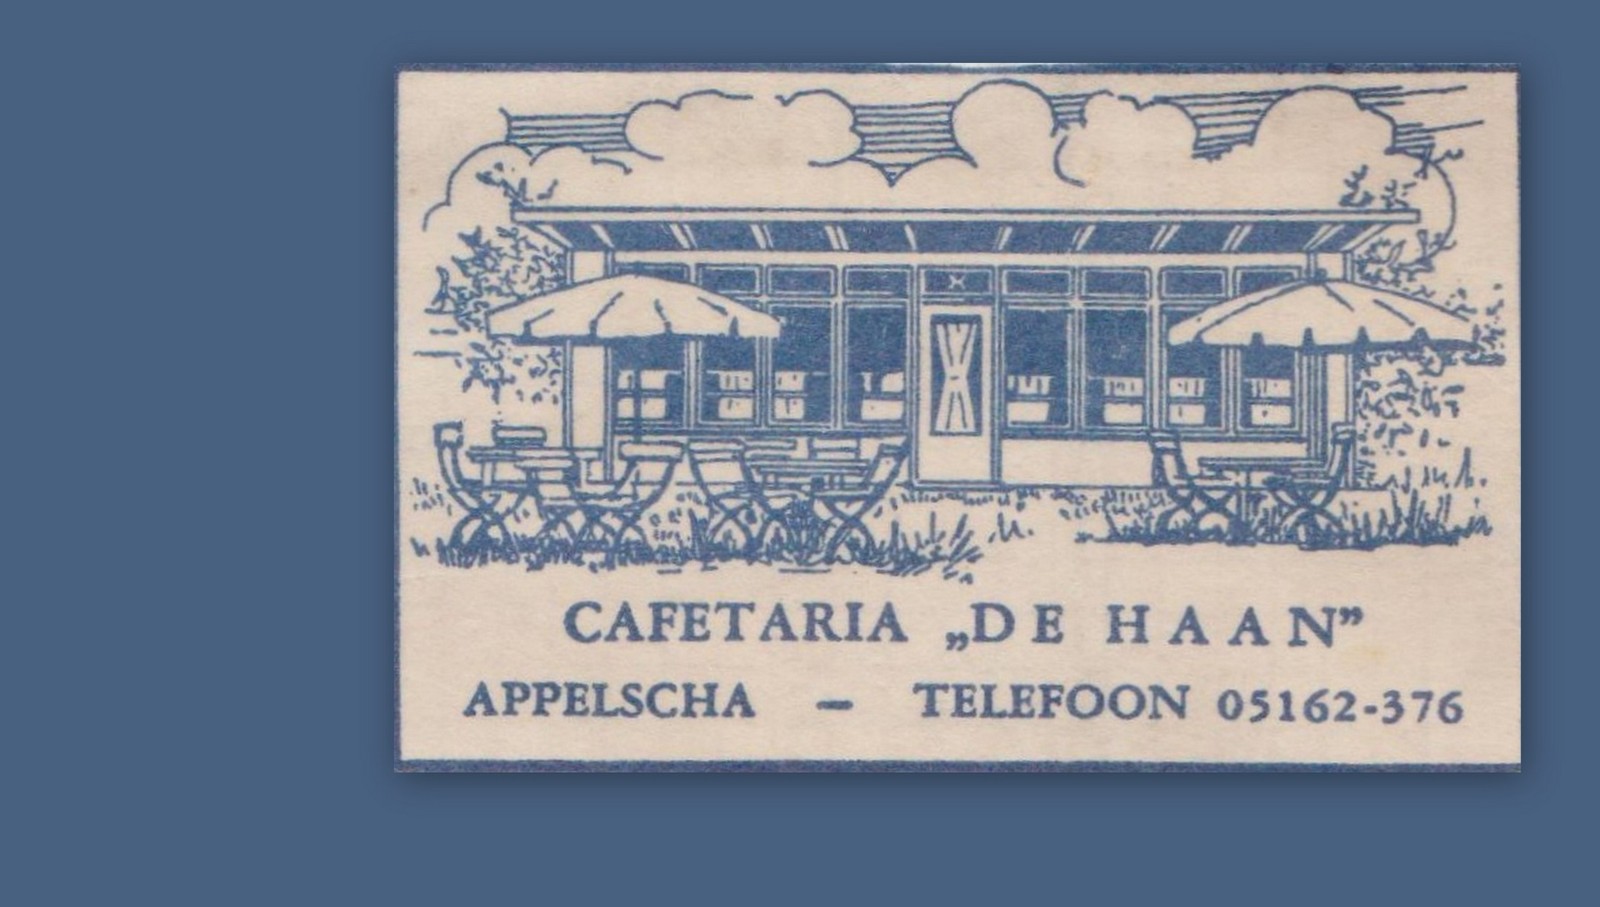 CAFETARIA „DE HAAN”
APPELSCHA — TELEFOON 05162-376